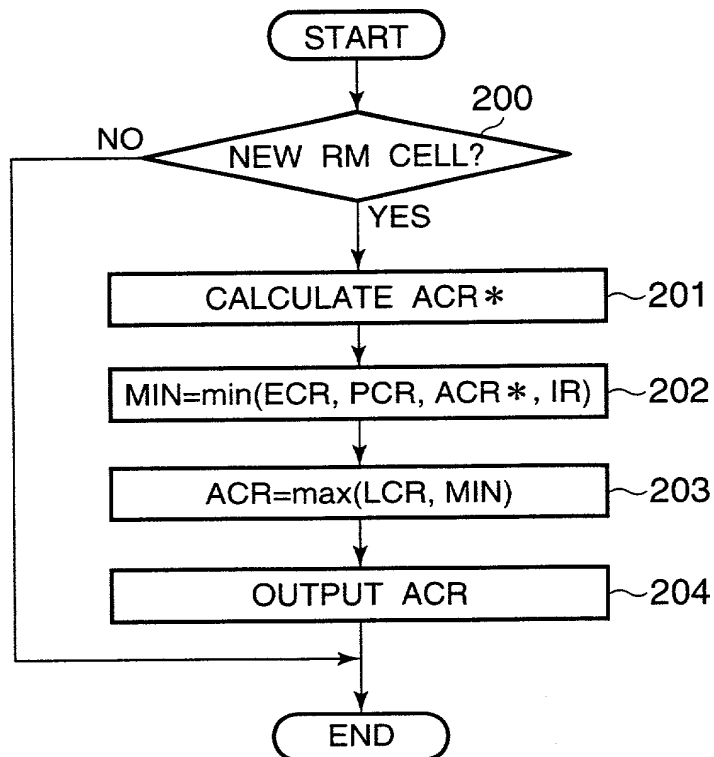 START
200
NO
NEW RM CELL?
YES
CALCULATE ACR*
201
MIN=min(ECR, PCR, ACR*, IR)
202
ACR=max(LCR, MIN)
203
OUTPUT ACR
204
END